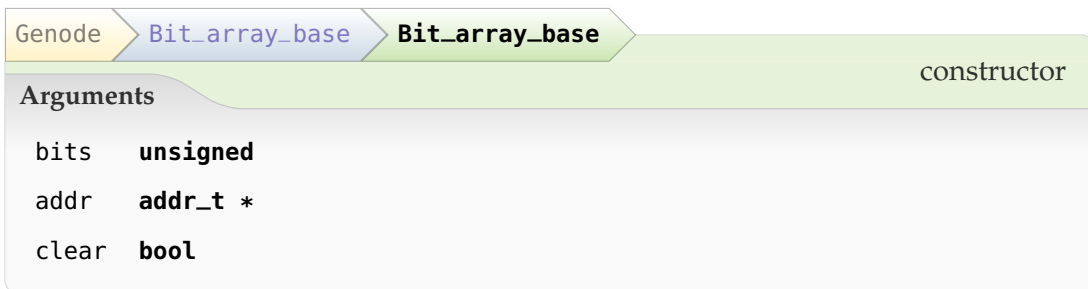 Genode Bit_array_base Bit_array_base
constructor
Arguments
bits unsigned
addr addr_t *
clear bool